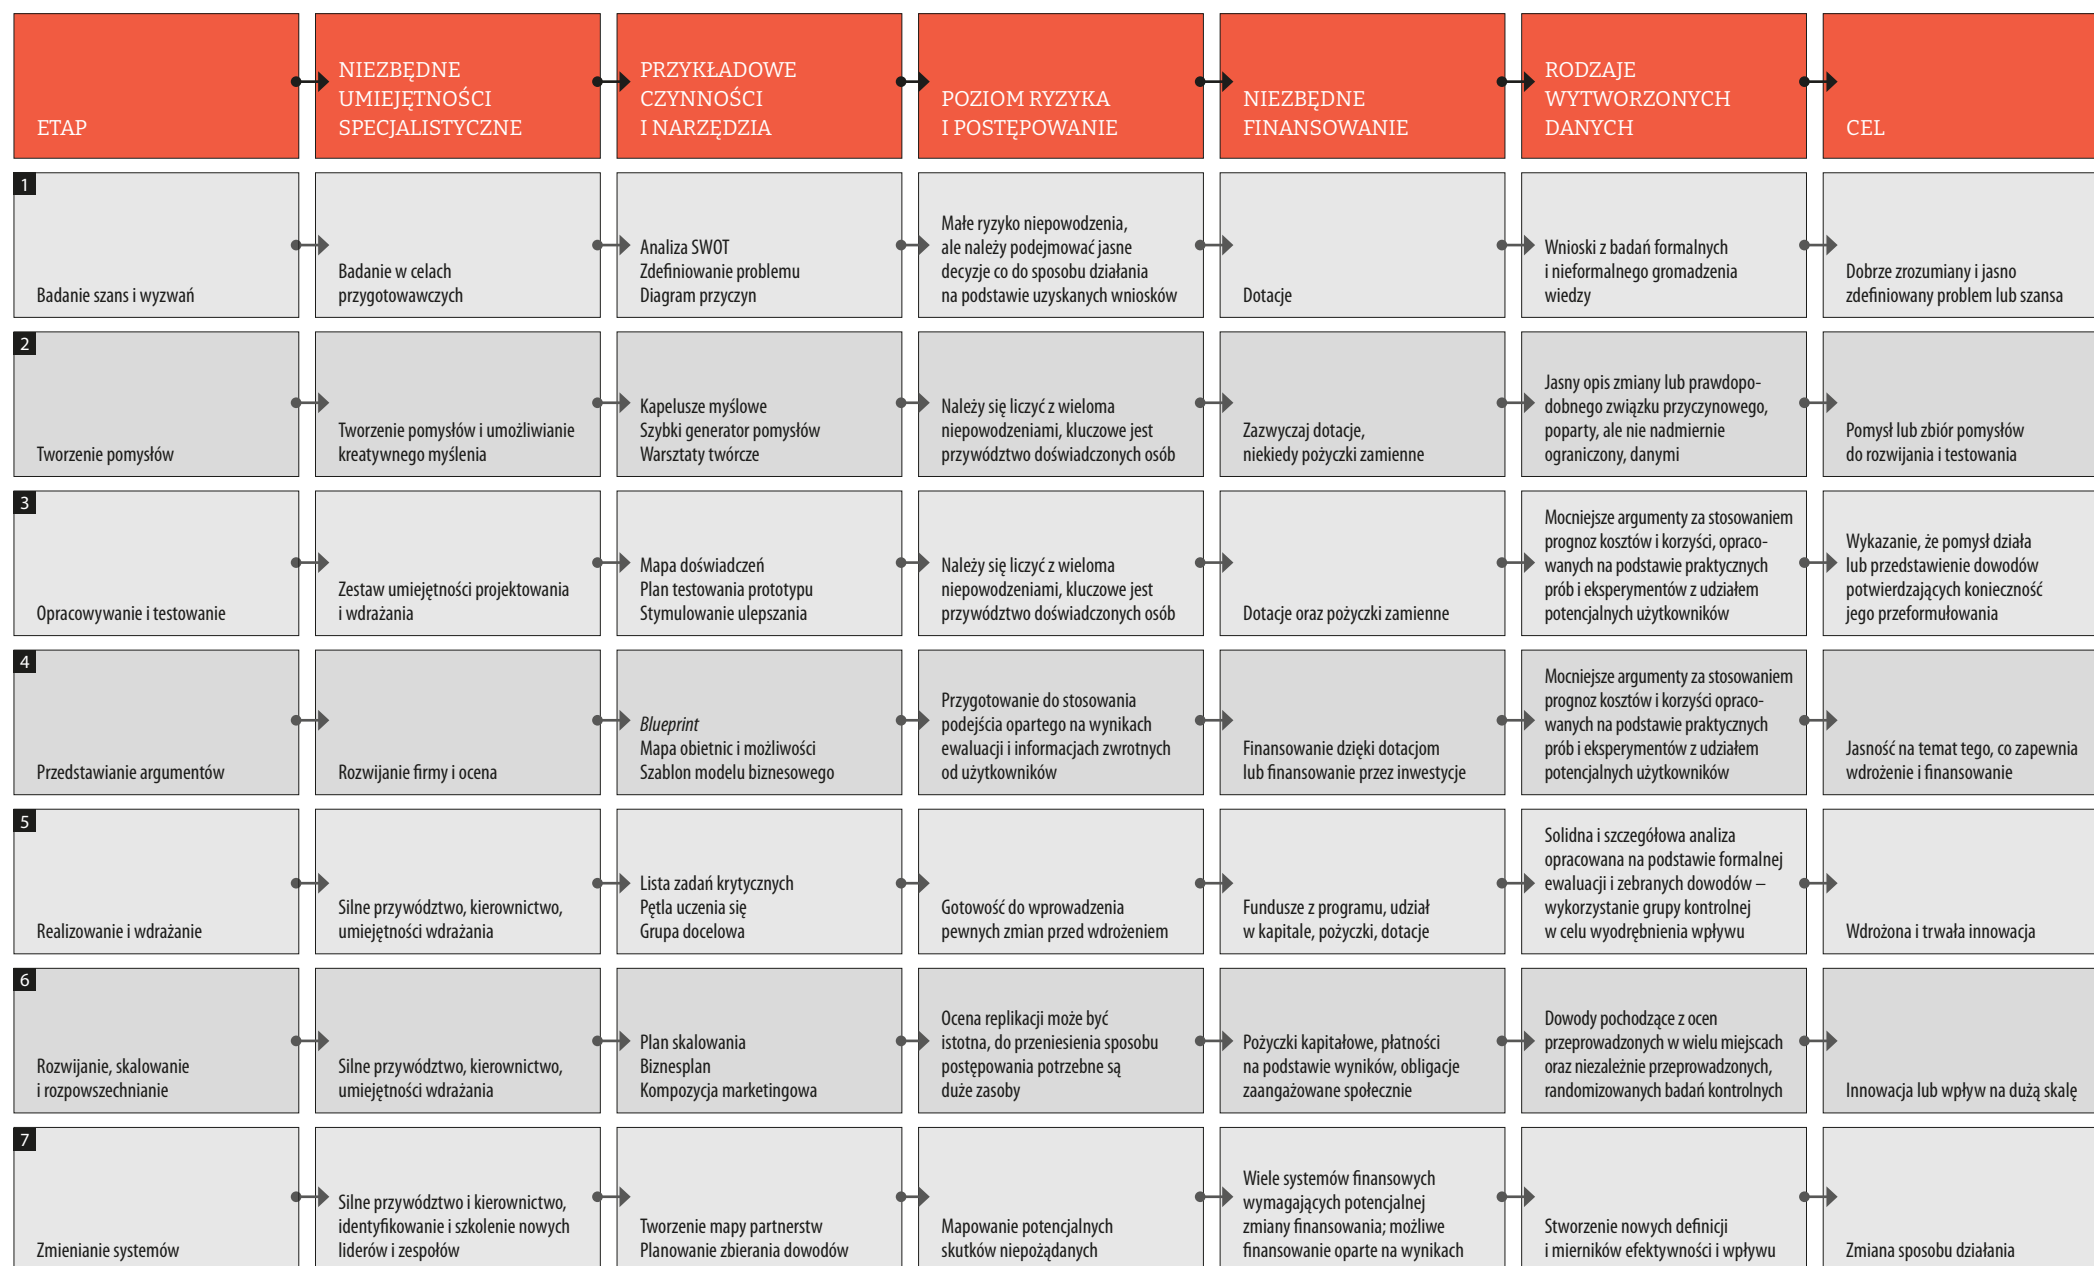 ETAP
NIEZBĘDNE
UMIEJĘTNOŚCI
SPECJALISTYCZNE
PRZYKŁADOWE
CZYNNOŚCI
I NARZĘDZIA
POZIOM RYZYKA
I POSTĘPOWANIE
NIEZBĘDNE
FINANSOWANIE
RODZAJE
WYTWORZONYCH
DANYCH
CEL
1
Badanie szans i wyzwań
Badanie w celach
przygotowawczych
Analiza SWOT
Zdefiniowanie problemu
Diagram przyczyn
Małe ryzyko niepowodzenia,
ale należy podejmować jasne
decyzje co do sposobu działania
na podstawie uzyskanych wniosków
Dotacje
Wnioski z badań formalnych
i nieformalnego gromadzenia
wiedzy
Dobrze zrozumiany i jasno
zdefiniowany problem lub szansa
2
Tworzenie pomysłów
Tworzenie pomysłów i umożliwianie
kreatywnego myślenia
Kapelusze myślowe
Szybki generator pomysłów
Warsztaty twórcze
Należy się liczyć z wieloma
niepowodzeniami, kluczowe jest
przywództwo doświadczonych osób
Zazwyczaj dotacje,
niekiedy pożyczki zamienne
Jasny opis zmiany lub prawdopo-
dobnego związku przyczynowego,
poparty, ale nie nadmiernie
ograniczony, danymi
Pomysł lub zbiór pomysłów
do rozwijania i testowania
3
Opracowywanie i testowanie
Zestaw umiejętności projektowania
i wdrażania
Mapa doświadczeń
Plan testowania prototypu
Stymulowanie ulepszania
Należy się liczyć z wieloma
niepowodzeniami, kluczowe jest
przywództwo doświadczonych osób
Dotacje oraz pożyczki zamienne
Mocniejsze argumenty za stosowaniem
prognoz kosztów i korzyści, opraco-
wanych na podstawie praktycznych
prób i eksperymentów z udziałem
potencjalnych użytkowników
Wykazanie, że pomysł działa
lub przedstawienie dowodów
potwierdzających konieczność
jego przeformułowania
4
Przedstawianie argumentów
Rozwijanie firmy i ocena
Blueprint
Mapa obietnic i możliwości
Szablon modelu biznesowego
Przygotowanie do stosowania
podejścia opartego na wynikach
ewaluacji i informacjach zwrotnych
od użytkowników
Finansowanie dzięki dotacjom
lub finansowanie przez inwestycje
Mocniejsze argumenty za stosowaniem
prognoz kosztów i korzyści opraco-
wanych na podstawie praktycznych
prób i eksperymentów z udziałem
potencjalnych użytkowników
Jasność na temat tego, co zapewnia
wdrożenie i finansowanie
5
Realizowanie i wdrażanie
Silne przywództwo, kierownictwo,
umiejętności wdrażania
Lista zadań krytycznych
Pętla uczenia się
Grupa docelowa
Gotowość do wprowadzenia
pewnych zmian przed wdrożeniem
Fundusze z programu, udział
w kapitale, pożyczki, dotacje
Solidna i szczegółowa analiza
opracowana na podstawie formalnej
ewaluacji i zebranych dowodów –
wykorzystanie grupy kontrolnej
w celu wyodrębnienia wpływu
Wdrożona i trwała innowacja
6
Rozwijanie, skalowanie
i rozpowszechnianie
Silne przywództwo, kierownictwo,
umiejętności wdrażania
Plan skalowania
Biznesplan
Kompozycja marketingowa
Ocena replikacji może być
istotna, do przeniesienia sposobu
postępowania potrzebne są
duże zasoby
Pożyczki kapitałowe, płatności
na podstawie wyników, obligacje
zaangażowane społecznie
Dowody pochodzące z ocen
przeprowadzonych w wielu miejscach
oraz niezależnie przeprowadzonych,
randomizowanych badań kontrolnych
Innowacja lub wpływ na dużą skalę
7
Zmienianie systemów
Silne przywództwo i kierownictwo,
identyfikowanie i szkolenie nowych
liderów i zespołów
Tworzenie mapy partnerstw
Planowanie zbierania dowodów
Mapowanie potencjalnych
skutków niepożądanych
Wiele systemów finansowych
wymagających potencjalnej
zmiany finansowania; możliwe
finansowanie oparte na wynikach
Stworzenie nowych definicji
i mierników efektywności i wpływu
Zmiana sposobu działania